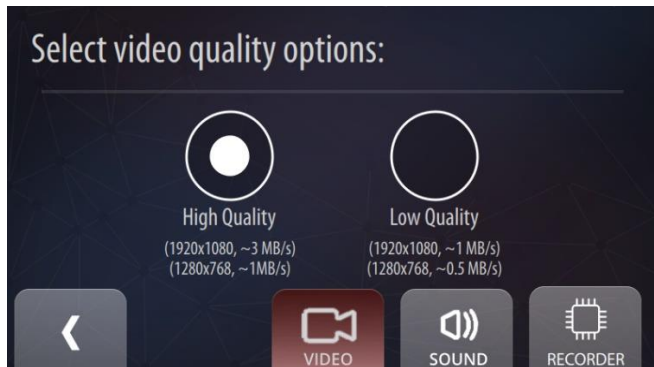 Select video quality options:
High Quality
(1920x1080, ~3 MB/s)
(1280x768, ~1MB/s)
Low Quality
(1920x1080, ~1 MB/s)
(1280x768, ~0.5 MB/s)
VIDEO
SOUND
RECORDER